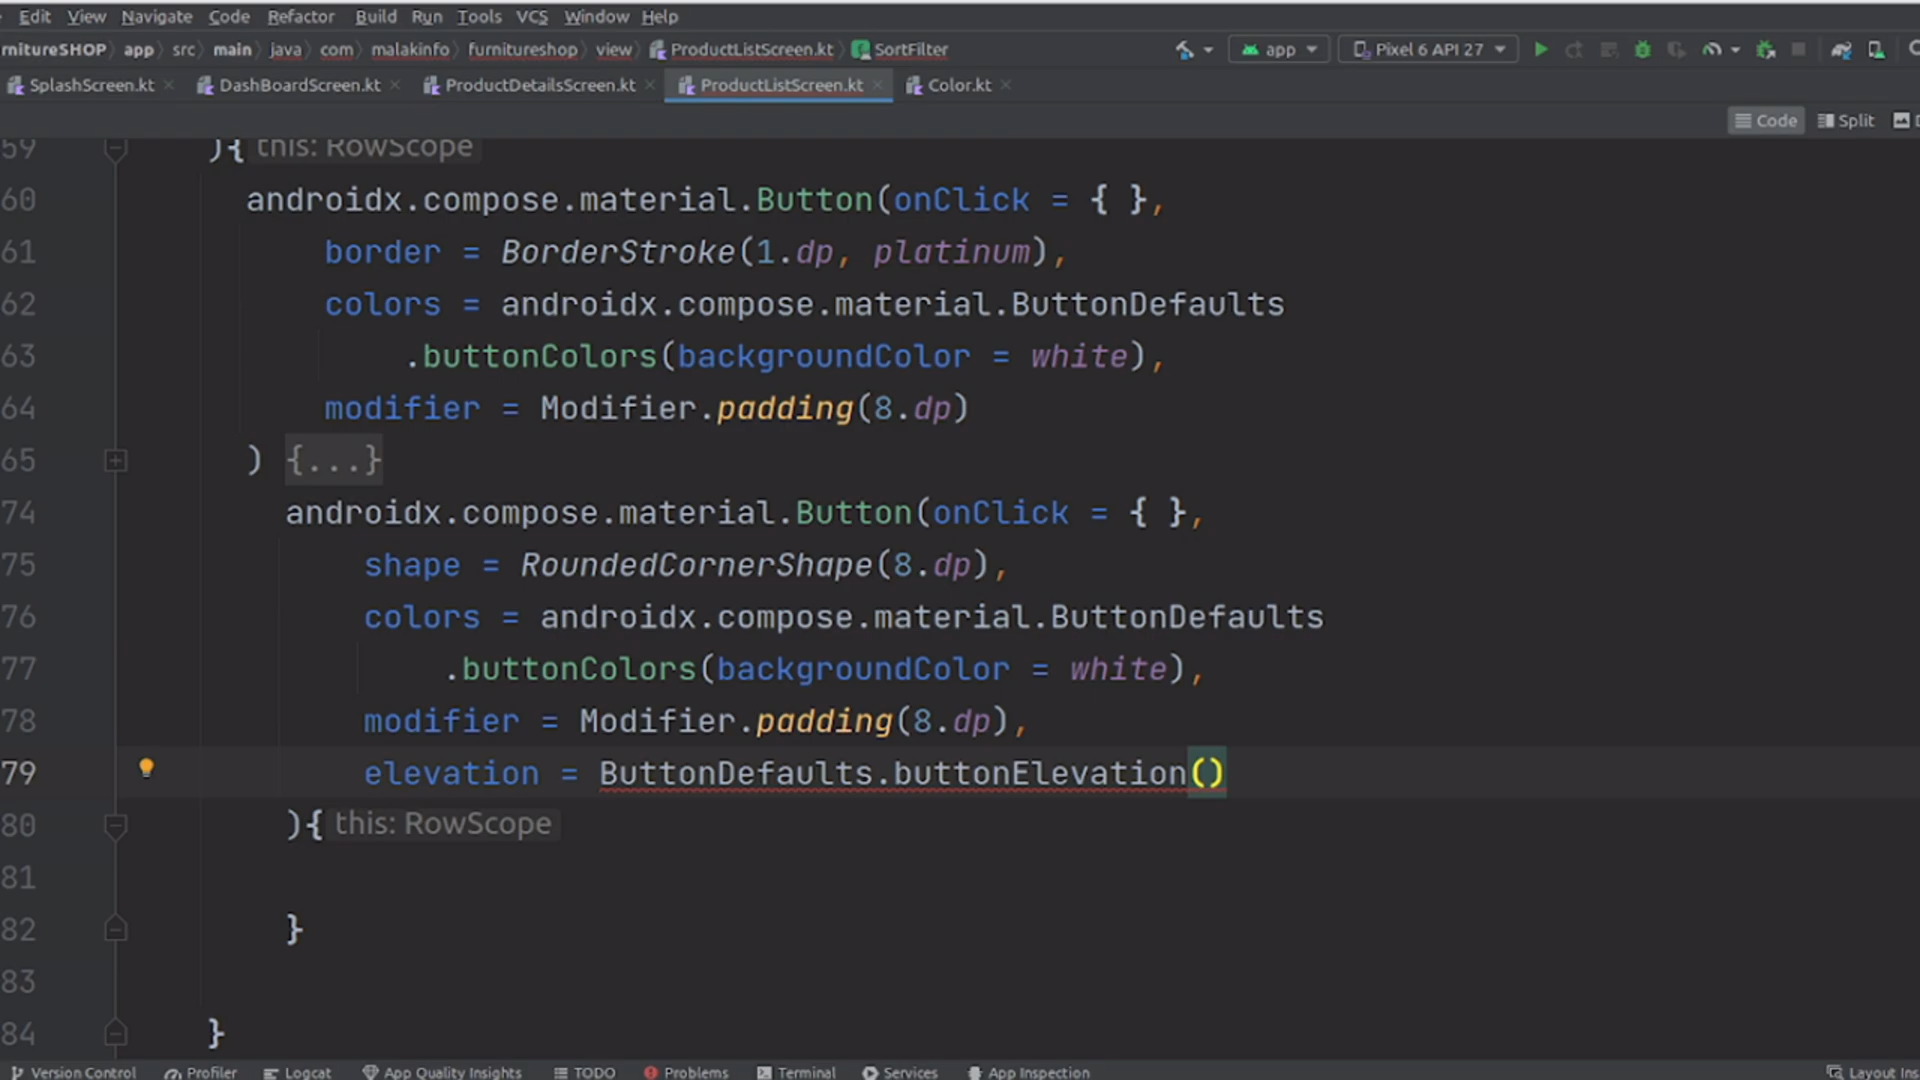 Edit View Navigate Code Refactor Build Run Tools VCS Window Help
rnitureSHOP app src main java com malakinfo furnitureshop view ProductListScreen.kt SortFilter app Pixel 6 API 27
SplashScreen.kt DashBoardScreen.kt ProductDetailsScreen.kt ProductListScreen.kt Color.kt
Code Split
59 ){ this: RowScope
60 androidx.compose.material.Button(onClick = { },
61 border = BorderStroke(1.dp, platinum),
62 colors = androidx.compose.material.ButtonDefaults
63 .buttonColors(backgroundColor = white),
64 modifier = Modifier.padding(8.dp)
65 ) {...}
74 androidx.compose.material.Button(onClick = { },
75 shape = RoundedCornerShape(8.dp),
76 colors = androidx.compose.material.ButtonDefaults
77 .buttonColors(backgroundColor = white),
78 modifier = Modifier.padding(8.dp),
79 elevation = ButtonDefaults.buttonElevation()
80 ){ this: RowScope
81
82 }
83
84 }
Version Control Profiler Logcat App Quality Insights TODO Problems Terminal Services App Inspection Layout Ins